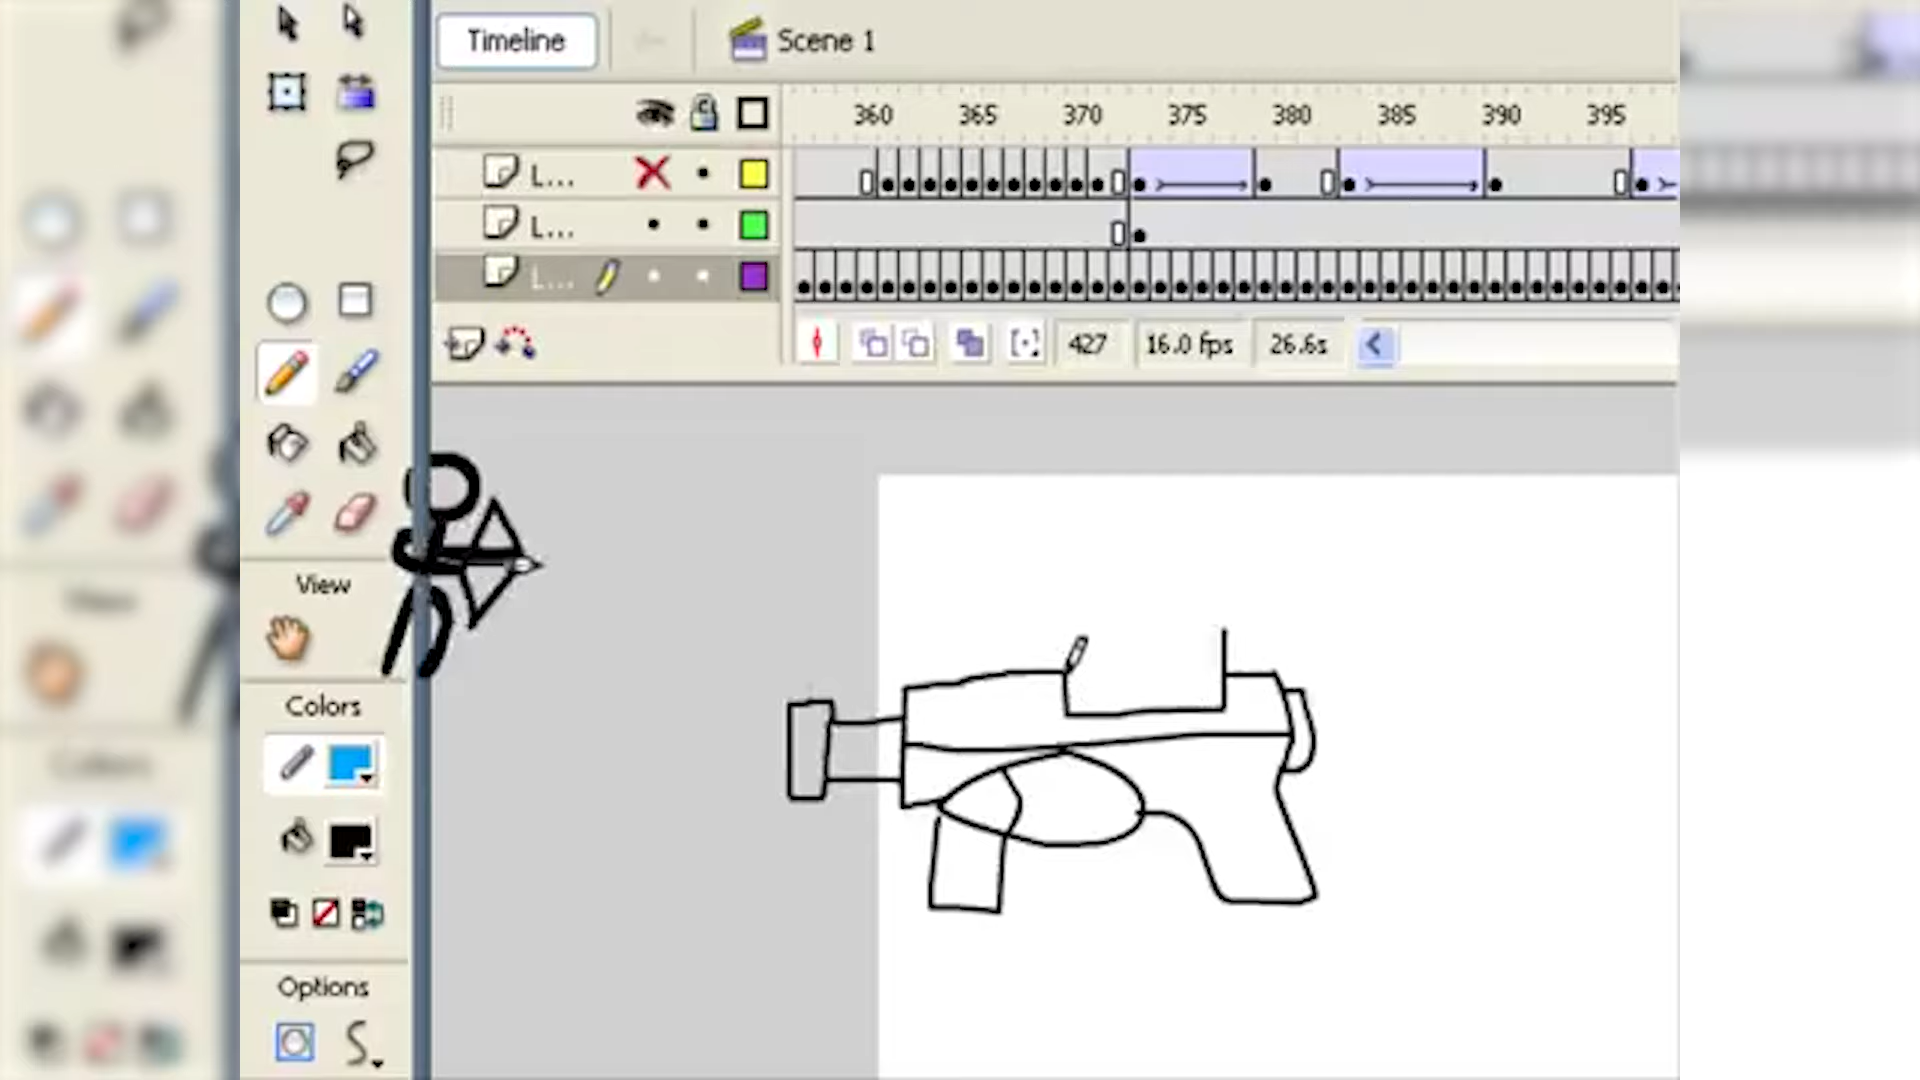 Timeline
Scene 1
360 365 370 375 380 385 390 395
L...
L...
L...
427 16.0 fps 26.6s
View
Colors
Options